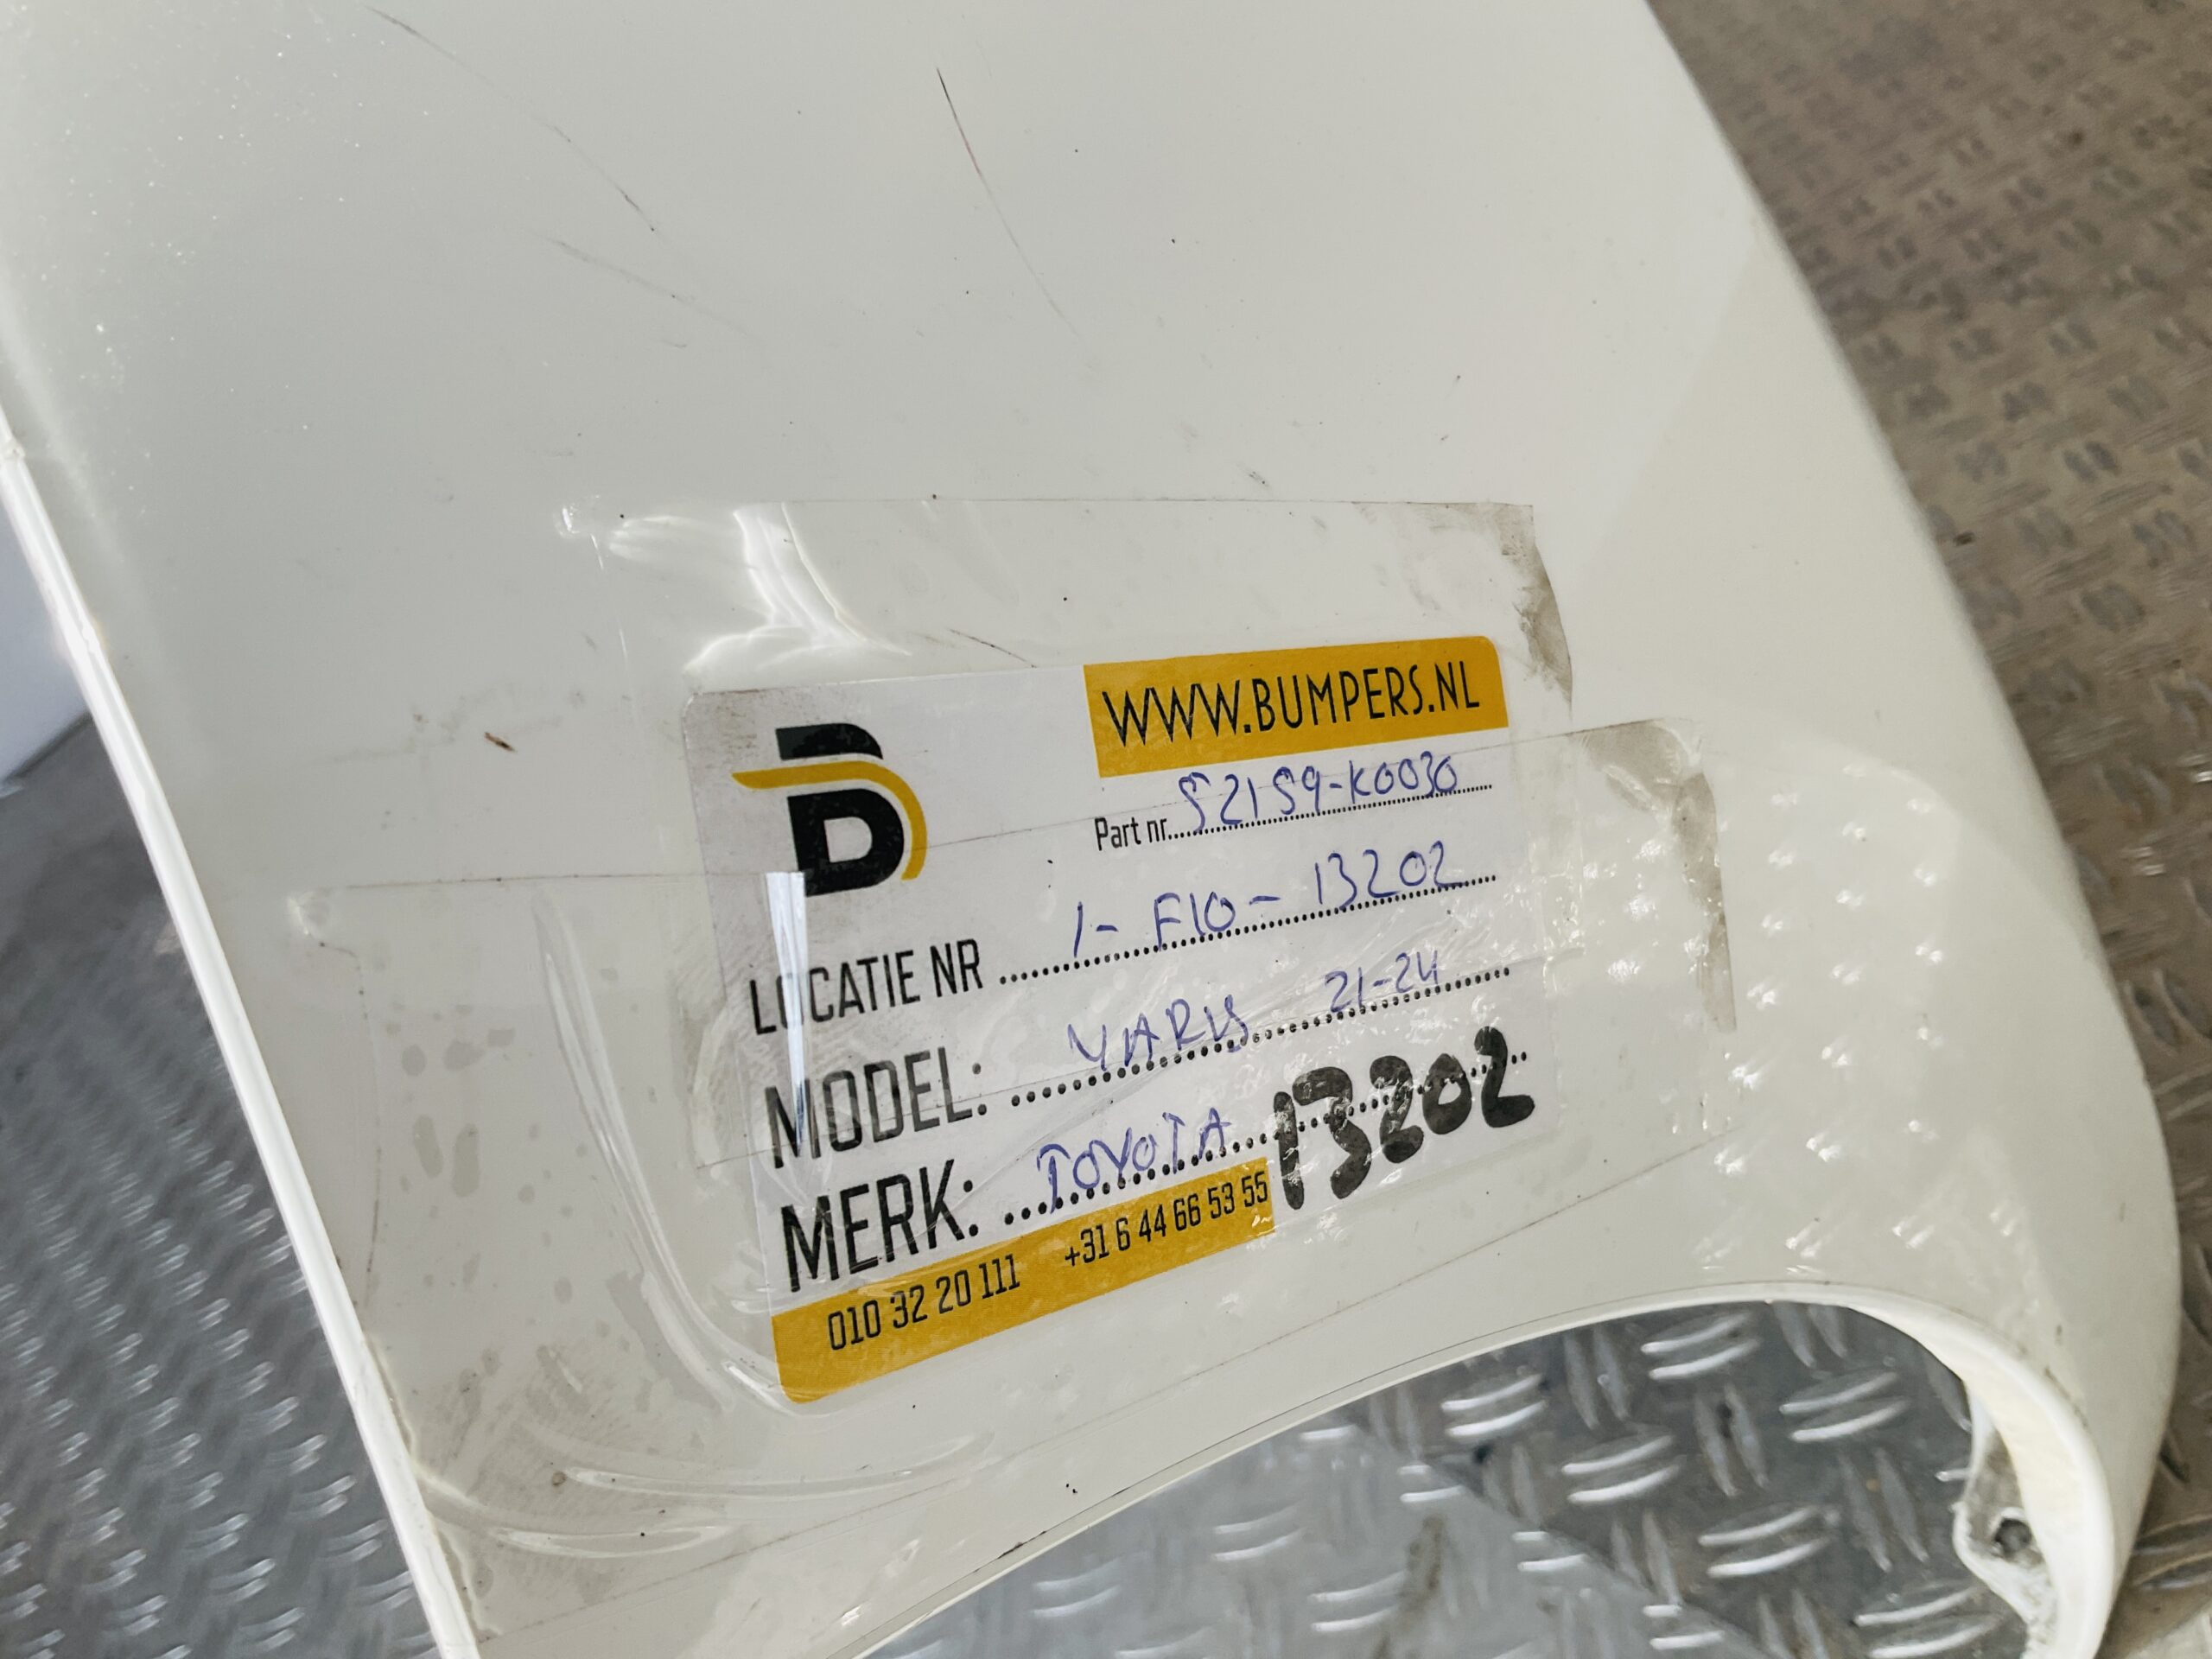 WWW.BUMPERS.NL
Part nr. 52159-K0030
LOCATIE NR 1-F10-13202
MODEL: YARIS 21-24
MERK: TOYOTA 13202
010 32 20 111 +31 6 44 66 53 55